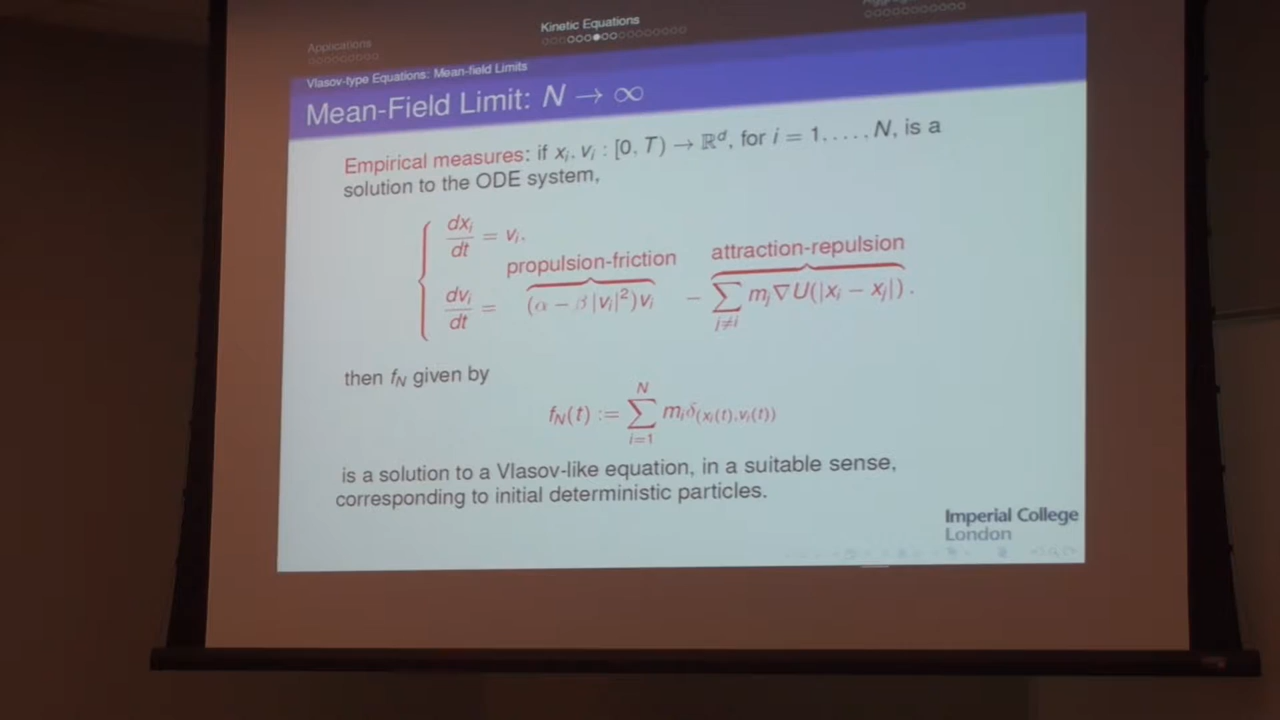 Kinetic Equations
Applications
Vlasov-type Equations: Mean-field Limits
Mean-Field Limit: N → ∞
Empirical measures: if xᵢ, vᵢ : [0, T) → ℝᵈ, for i = 1, . . . , N, is a
solution to the ODE system,
dxᵢ/dt = vᵢ,
propulsion-friction attraction-repulsion
dvᵢ/dt = (α − β|vᵢ|²)vᵢ − ∑_{j≠i} mⱼ∇U(|xᵢ − xⱼ|).
then f_N given by
f_N(t) := ∑_{i=1}^{N} mᵢδ_{(xᵢ(t),vᵢ(t))}
is a solution to a Vlasov-like equation, in a suitable sense,
corresponding to initial deterministic particles.
Imperial College
London